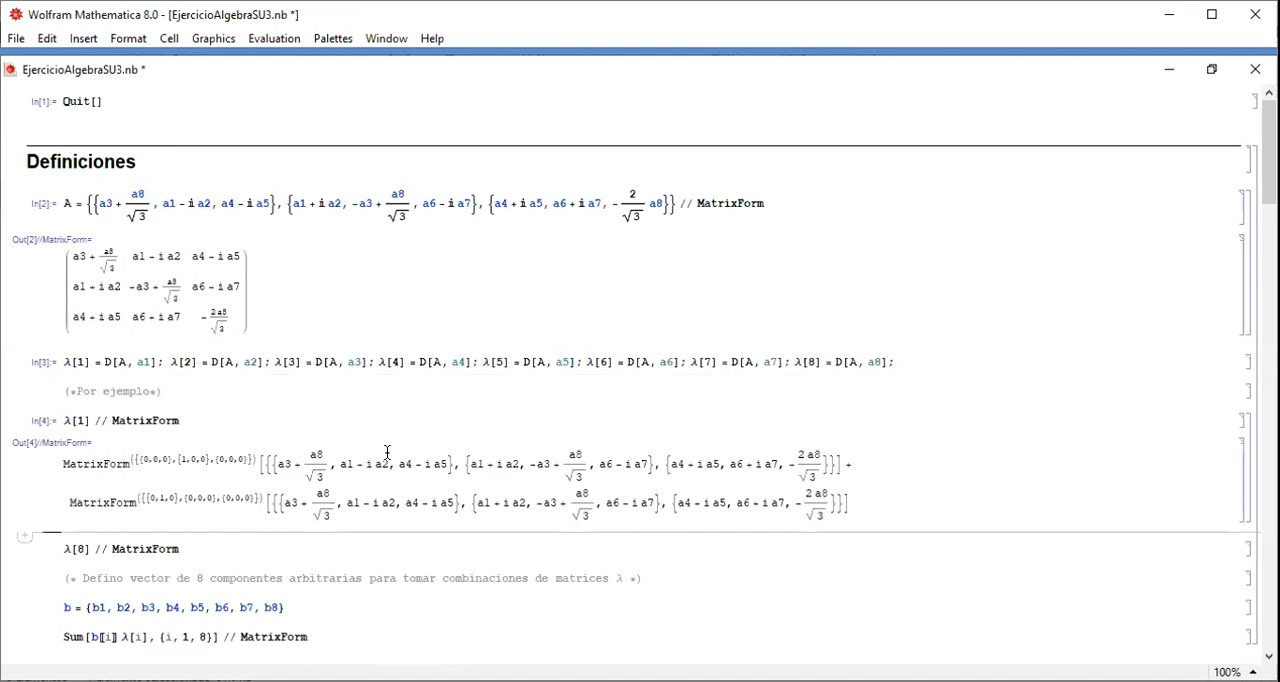 Wolfram Mathematica 8.0 - [EjercicioAlgebraSU3.nb *]
File Edit Insert Format Cell Graphics Evaluation Palettes Window Help
EjercicioAlgebraSU3.nb *
In[1]:= Quit[]
Definiciones
In[2]:= A = {{a3 + a8/√3, a1 - i a2, a4 - i a5}, {a1 + i a2, -a3 + a8/√3, a6 - i a7}, {a4 + i a5, a6 + i a7, -2/√3 a8}} // MatrixForm
Out[2]//MatrixForm=
a3 + a8/√3 a1 - i a2 a4 - i a5
a1 + i a2 -a3 + a8/√3 a6 - i a7
a4 + i a5 a6 + i a7 -2 a8/√3
In[3]:= λ[1] = D[A, a1]; λ[2] = D[A, a2]; λ[3] = D[A, a3]; λ[4] = D[A, a4]; λ[5] = D[A, a5]; λ[6] = D[A, a6]; λ[7] = D[A, a7]; λ[8] = D[A, a8];
(*Por ejemplo*)
In[4]:= λ[1] // MatrixForm
Out[4]//MatrixForm=
MatrixForm^({{0,0,0},{1,0,0},{0,0,0}})[{{a3 + a8/√3, a1 - i a2, a4 - i a5}, {a1 + i a2, -a3 + a8/√3, a6 - i a7}, {a4 + i a5, a6 + i a7, -2 a8/√3}}] +
MatrixForm^({{0,1,0},{0,0,0},{0,0,0}})[{{a3 + a8/√3, a1 - i a2, a4 - i a5}, {a1 + i a2, -a3 + a8/√3, a6 - i a7}, {a4 + i a5, a6 + i a7, -2 a8/√3}}]
λ[8] // MatrixForm
(* Defino vector de 8 componentes arbitrarias para tomar combinaciones de matrices λ *)
b = {b1, b2, b3, b4, b5, b6, b7, b8}
Sum[b[[i]] λ[i], {i, 1, 8}] // MatrixForm
100%